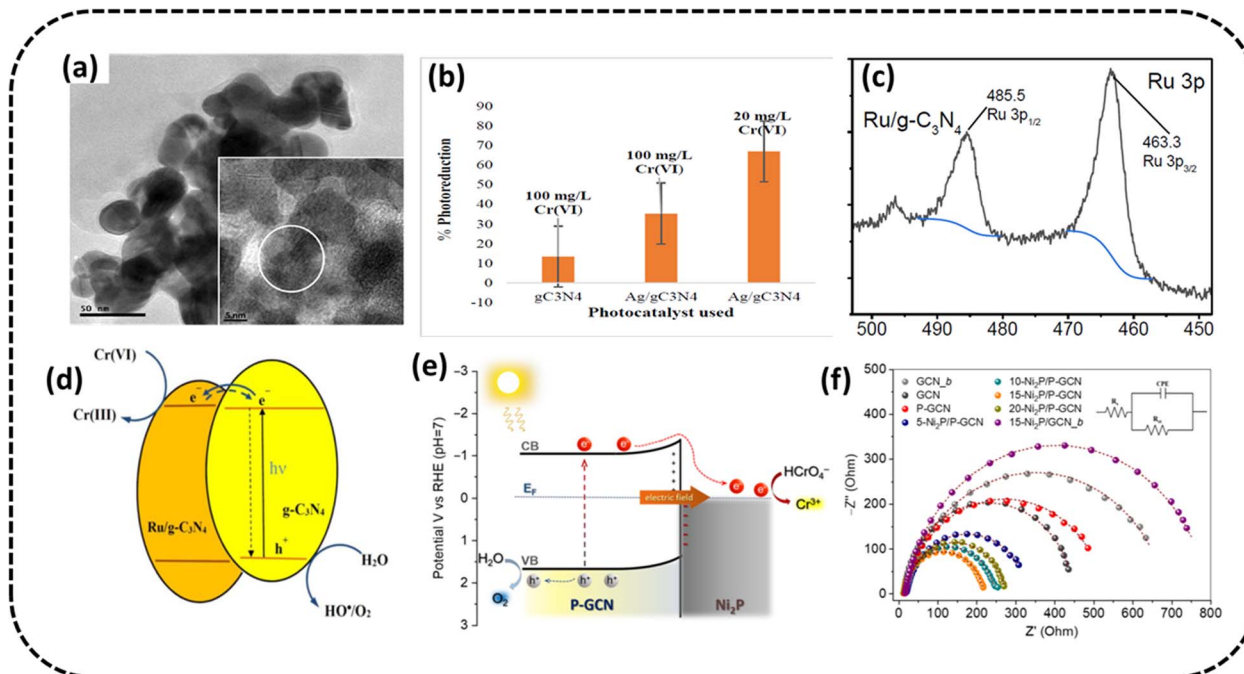 (a)
50 nm
5 nm
(b)
% Photoreduction
90
80
70
60
50
40
30
20
10
0
-10
100 mg/L
Cr(VI)
100 mg/L
Cr(VI)
20 mg/L
Cr(VI)
gC3N4
Ag/gC3N4
Ag/gC3N4
Photocatalyst used
(c)
Ru 3p
Ru/g-C₃N₄
485.5
Ru 3p₁/₂
463.3
Ru 3p₃/₂
500 490 480 470 460 450
(d)
Cr(VI)
Cr(III)
e⁻
e⁻
hν
Ru/g-C₃N₄
g-C₃N₄
h⁺
H₂O
HO•/O₂
(e)
Potential V vs RHE (pH=7)
−3
−2
−1
0
1
2
3
CB
e⁻
e⁻
E_F
electric field
e⁻
e⁻
HCrO₄⁻
Cr³⁺
H₂O
O₂
VB
h⁺
h⁺
h⁺
P-GCN
Ni₂P
(f)
-Z'' (Ohm)
500
400
300
200
100
0
GCN_b
GCN
P-GCN
5-Ni₂P/P-GCN
10-Ni₂P/P-GCN
15-Ni₂P/P-GCN
20-Ni₂P/P-GCN
15-Ni₂P/GCN_b
CPE
0 100 200 300 400 500 600 700 800
Z' (Ohm)